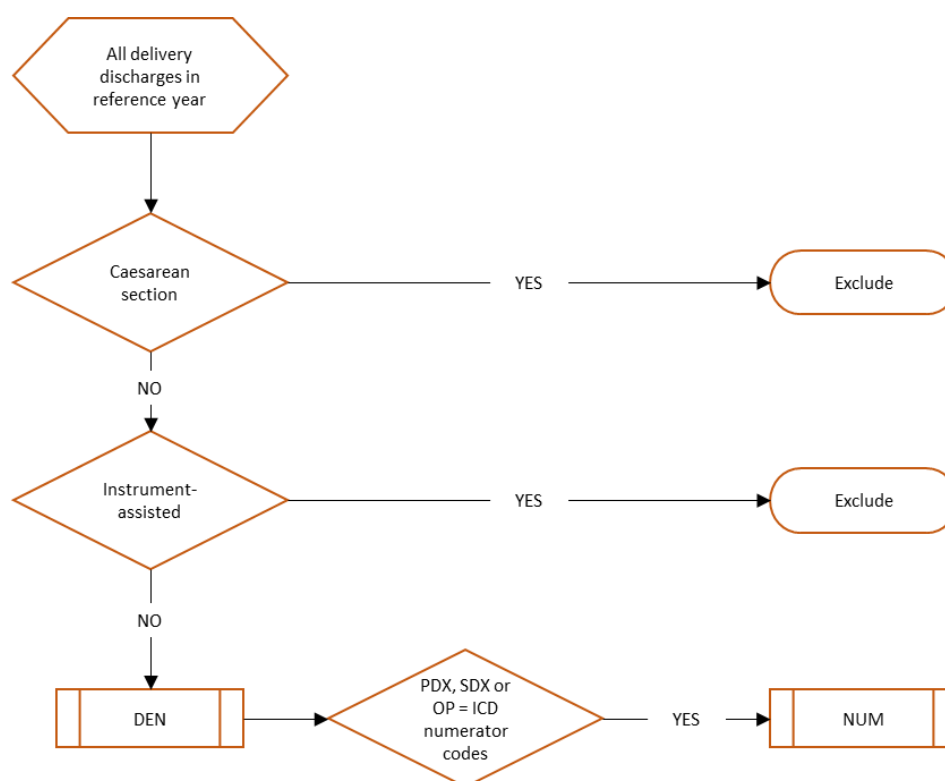 All delivery
discharges in
reference year
Caesarean
section
YES
Exclude
NO
Instrument-
assisted
YES
Exclude
NO
DEN
PDX, SDX or
OP = ICD
numerator
codes
YES
NUM